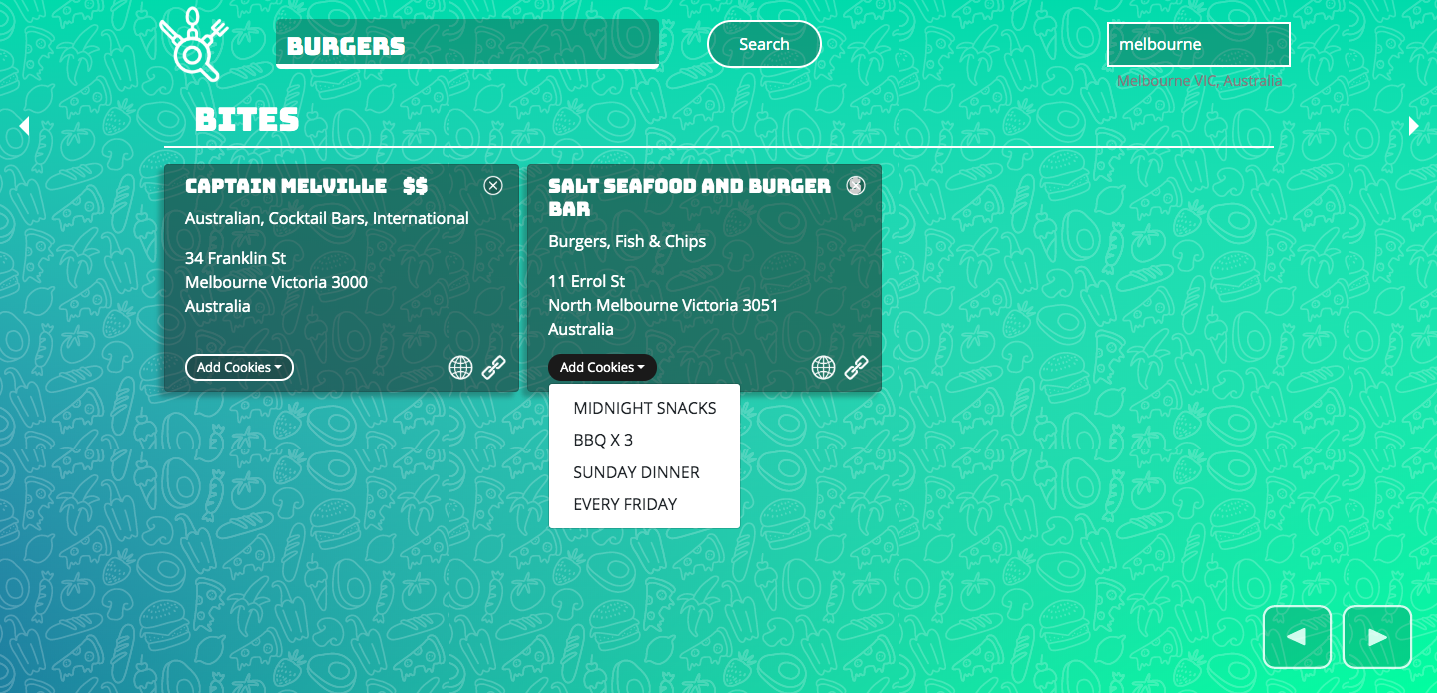 BURGERS
Search
melbourne
Melbourne VIC, Australia
BITES
CAPTAIN MELVILLE $$
Australian, Cocktail Bars, International
34 Franklin St
Melbourne Victoria 3000
Australia
Add Cookies
SALT SEAFOOD AND BURGER
BAR
Burgers, Fish & Chips
11 Errol St
North Melbourne Victoria 3051
Australia
Add Cookies
MIDNIGHT SNACKS
BBQ X 3
SUNDAY DINNER
EVERY FRIDAY